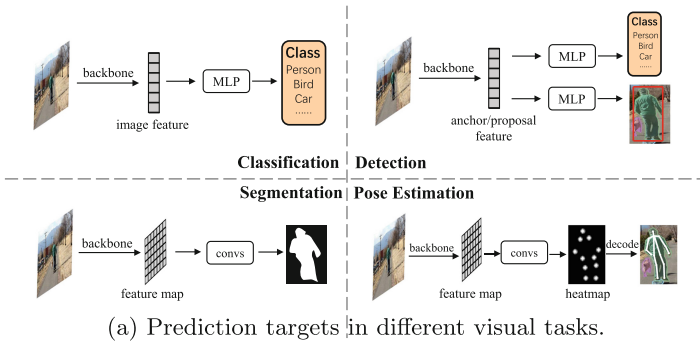 backbone
MLP
Class
Person
Bird
Car
......
image feature
Classification
backbone
MLP
MLP
Class
Person
Bird
Car
......
anchor/proposal
feature
Detection
Segmentation
backbone
convs
feature map
Pose Estimation
backbone
convs
decode
feature map
heatmap
(a) Prediction targets in different visual tasks.